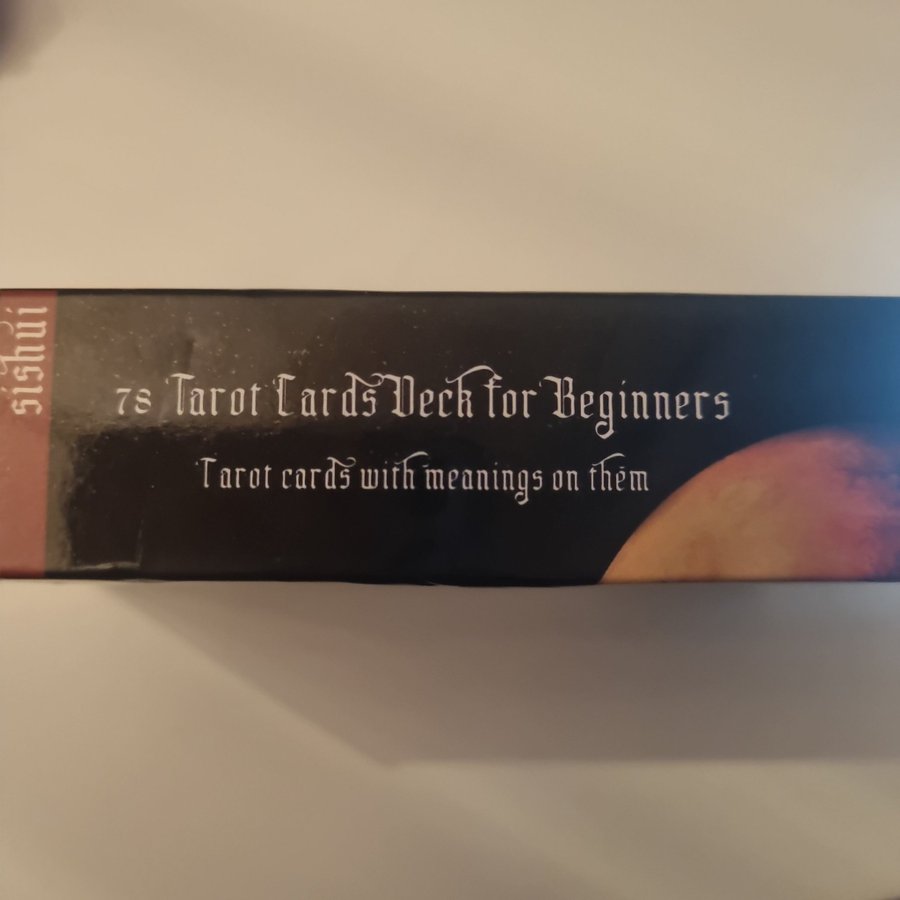 sishui
78 Tarot Cards Deck for Beginners
Tarot cards with meanings on them